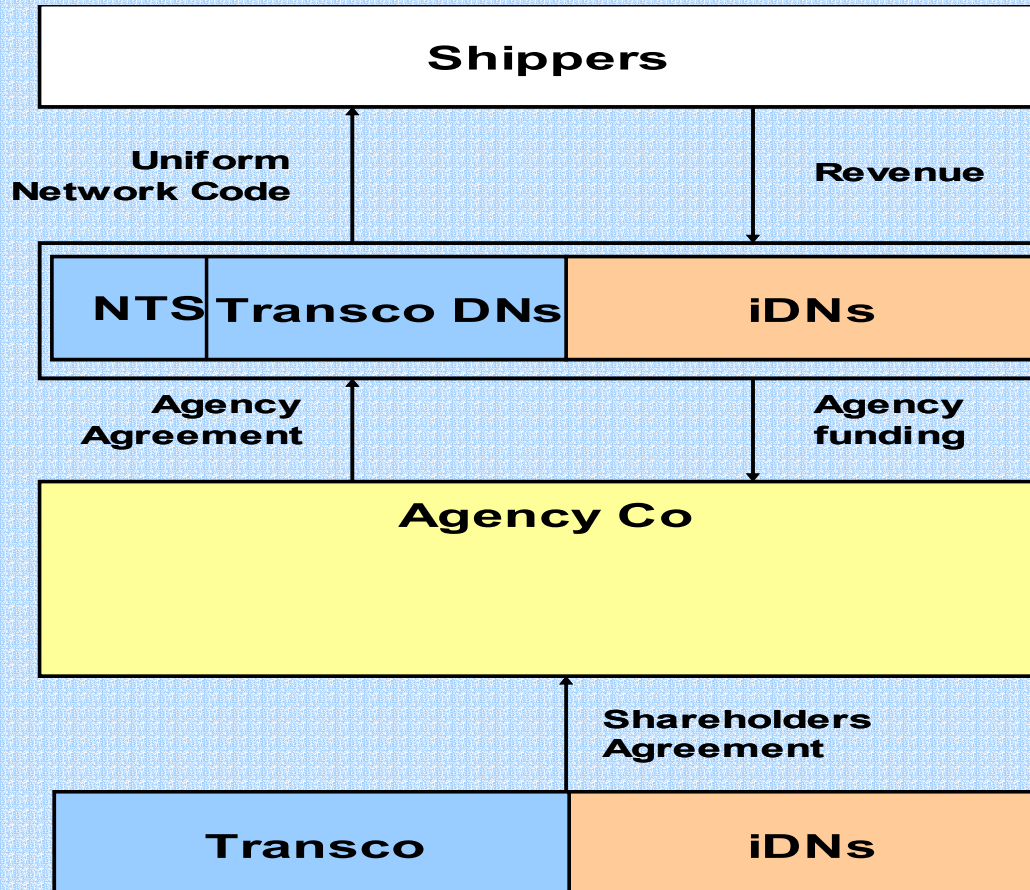 Shippers
Uniform
Network Code
Revenue
NTS
Transco DNs
iDNs
Agency
Agreement
Agency
funding
Agency Co
Shareholders
Agreement
Transco
iDNs